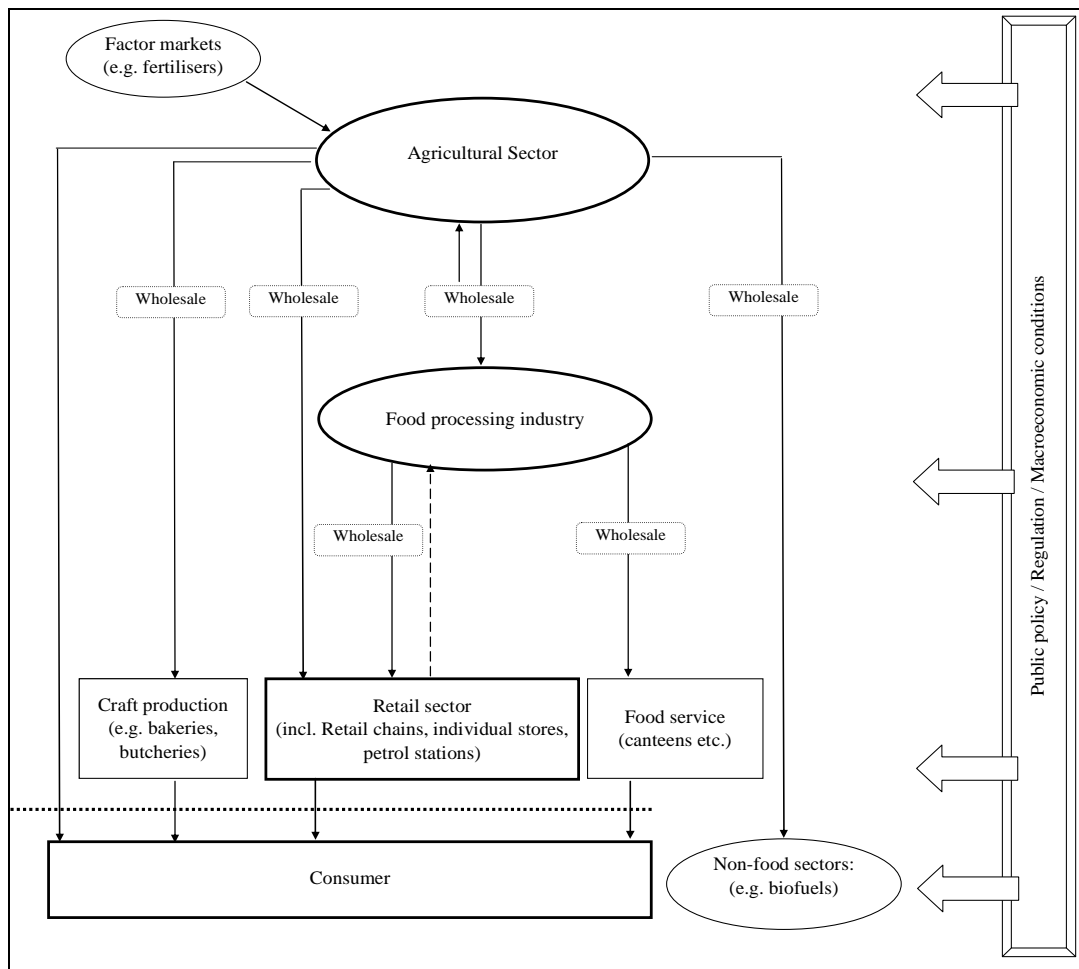 Factor markets
(e.g. fertilisers)
Agricultural Sector
Wholesale
Wholesale
Wholesale
Wholesale
Food processing industry
Wholesale
Wholesale
Craft production
(e.g. bakeries,
butcheries)
Retail sector
(incl. Retail chains, individual stores,
petrol stations)
Food service
(canteens etc.)
Consumer
Non-food sectors:
(e.g. biofuels)
Public policy / Regulation / Macroeconomic conditions